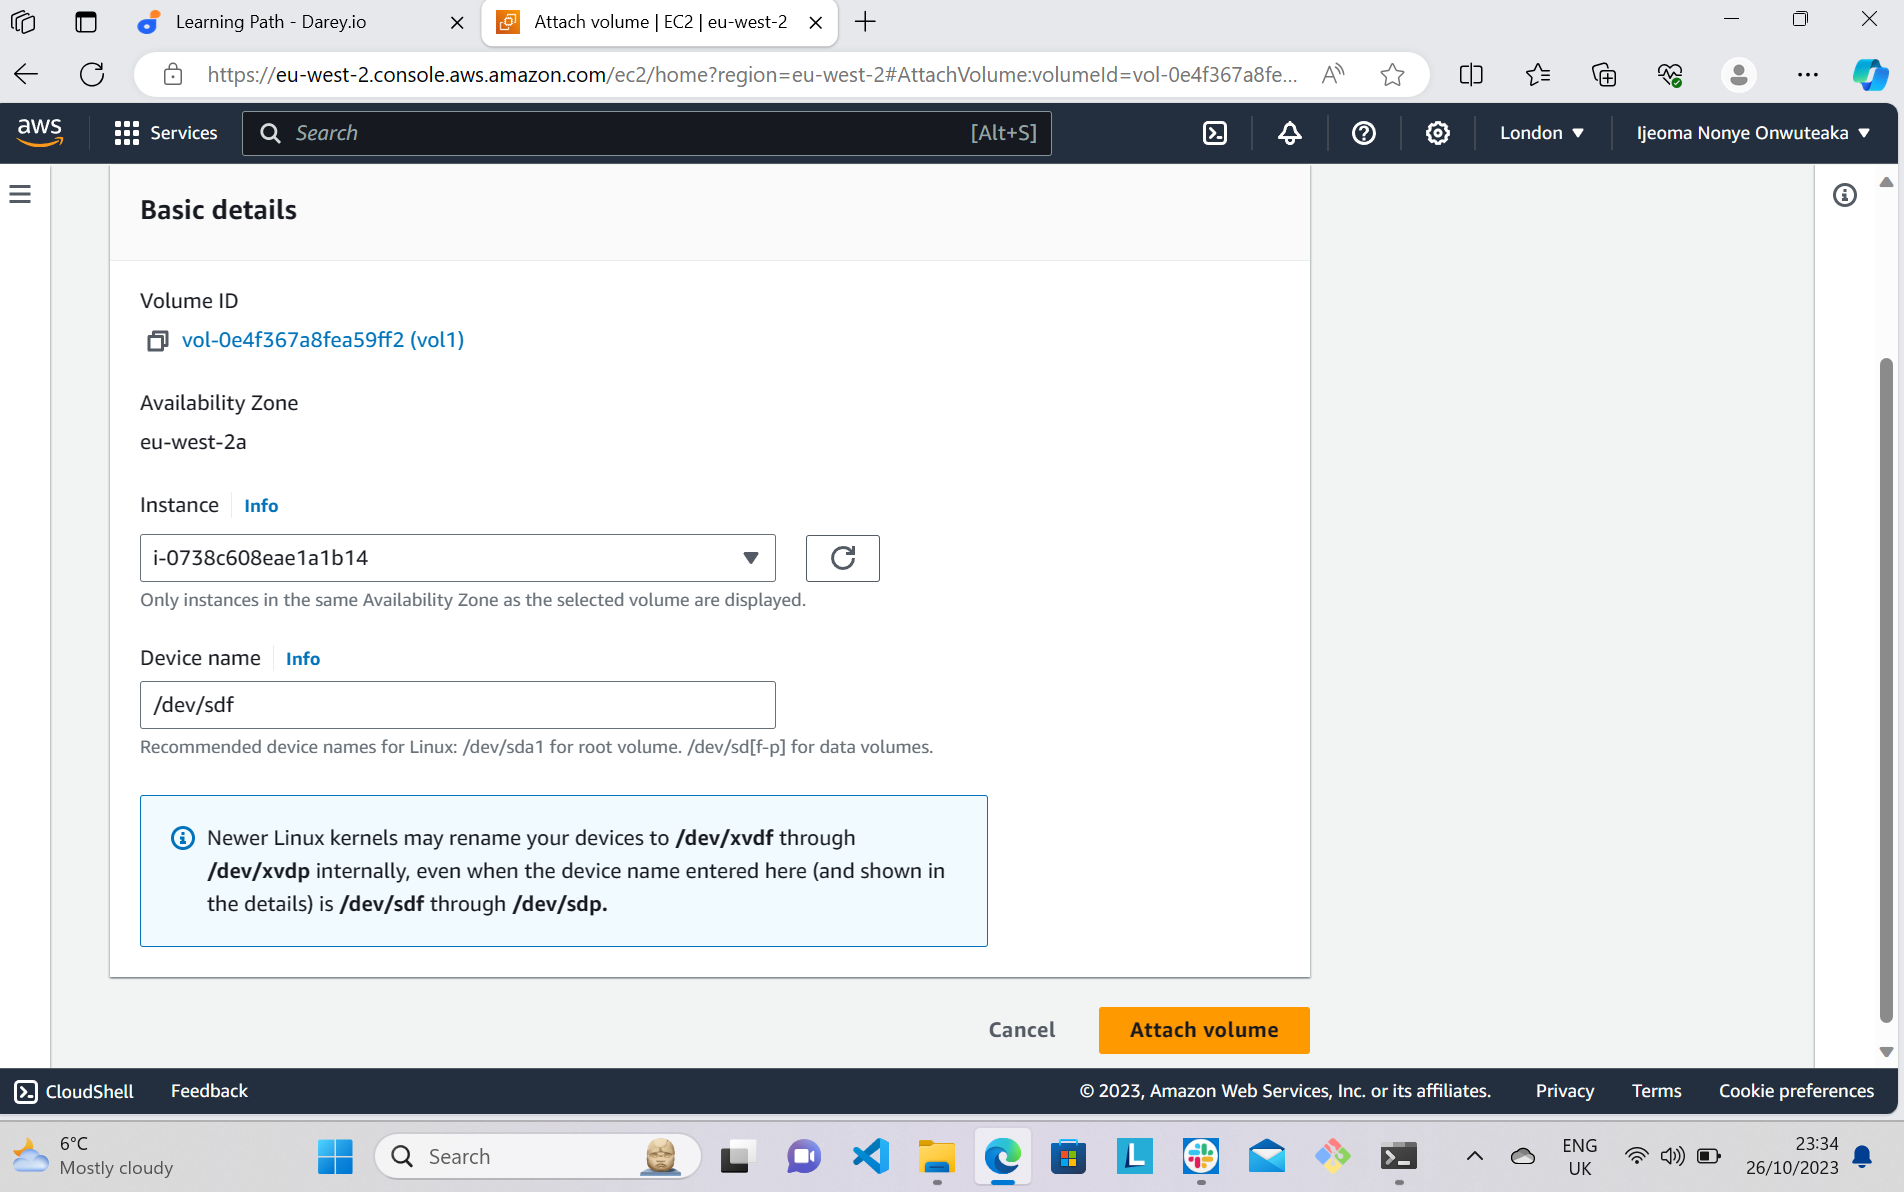 Learning Path - Darey.io
Attach volume | EC2 | eu-west-2
https://eu-west-2.console.aws.amazon.com/ec2/home?region=eu-west-2#AttachVolume:volumeId=vol-0e4f367a8fe...
aws
Services
Search
[Alt+S]
London
Ijeoma Nonye Onwuteaka
Basic details
Volume ID
vol-0e4f367a8fea59ff2 (vol1)
Availability Zone
eu-west-2a
Instance
Info
i-0738c608eae1a1b14
Only instances in the same Availability Zone as the selected volume are displayed.
Device name
Info
/dev/sdf
Recommended device names for Linux: /dev/sda1 for root volume. /dev/sd[f-p] for data volumes.
Newer Linux kernels may rename your devices to /dev/xvdf through
/dev/xvdp internally, even when the device name entered here (and shown in
the details) is /dev/sdf through /dev/sdp.
Cancel
Attach volume
CloudShell
Feedback
© 2023, Amazon Web Services, Inc. or its affiliates.
Privacy
Terms
Cookie preferences
6°C
Mostly cloudy
Search
L
ENG
UK
23:34
26/10/2023